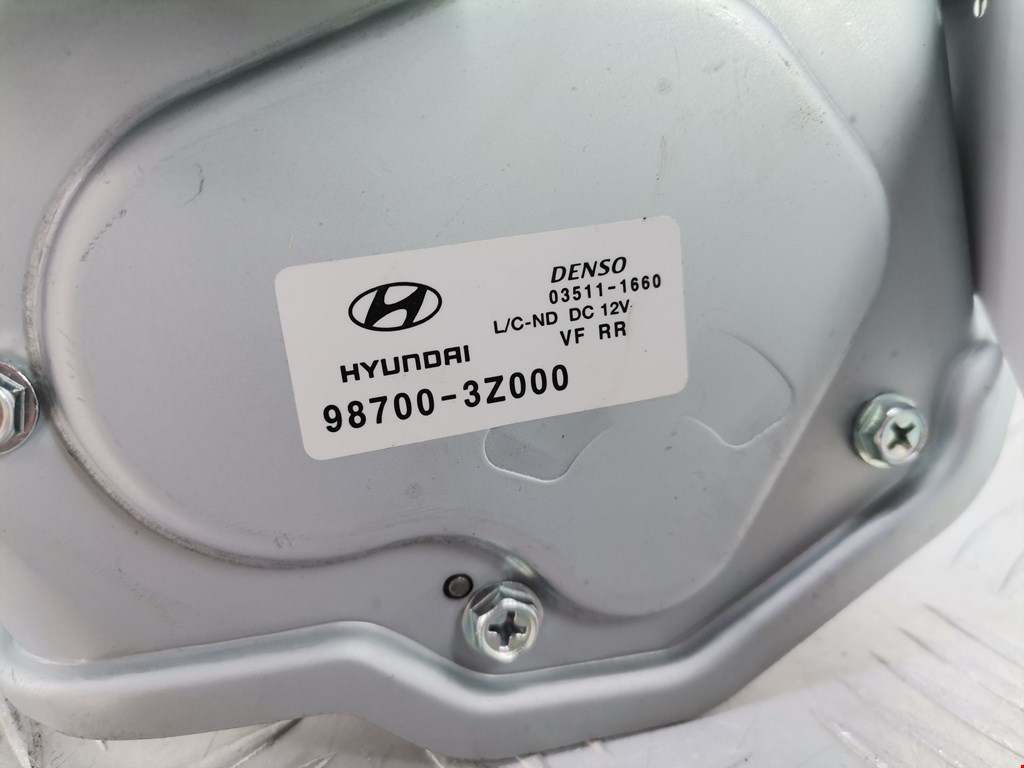 DENSO
03511-1660
L/C-ND DC 12V
VF RR
HYUNDAI
98700-3Z000